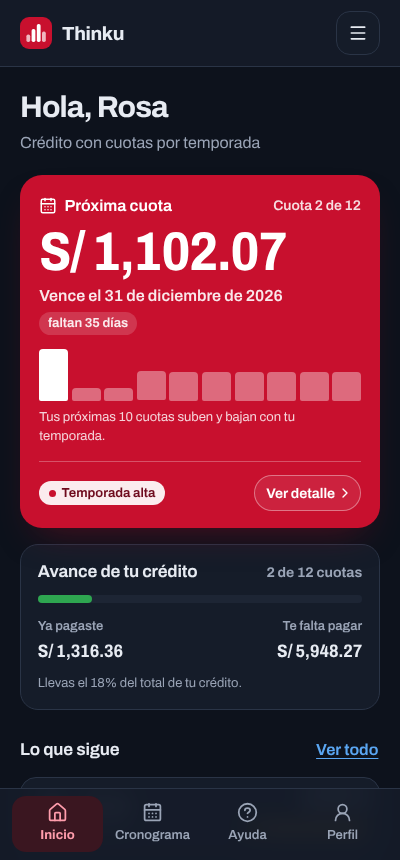 Thinku
Hola, Rosa
Crédito con cuotas por temporada
Próxima cuota
Cuota 2 de 12
S/ 1,102.07
Vence el 31 de diciembre de 2026
faltan 35 días
Tus próximas 10 cuotas suben y bajan con tu
temporada.
Temporada alta
Ver detalle
Avance de tu crédito
2 de 12 cuotas
Ya pagaste
Te falta pagar
S/ 1,316.36
S/ 5,948.27
Llevas el 18% del total de tu crédito.
Lo que sigue
Ver todo
Inicio
Cronograma
Ayuda
Perfil